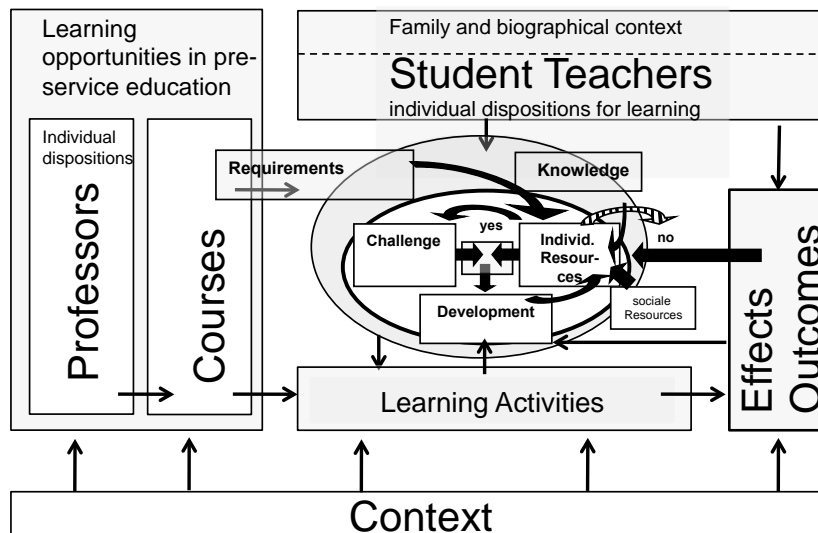 Learning
opportunities in pre-
service education
Individual
dispositions
Professors
Courses
Family and biographical context
Student Teachers
individual dispositions for learning
Requirements
Knowledge
Challenge
yes
Individ.
Resour-
ces
no
Development
sociale
Resources
Learning Activities
Effects
Outcomes
Context